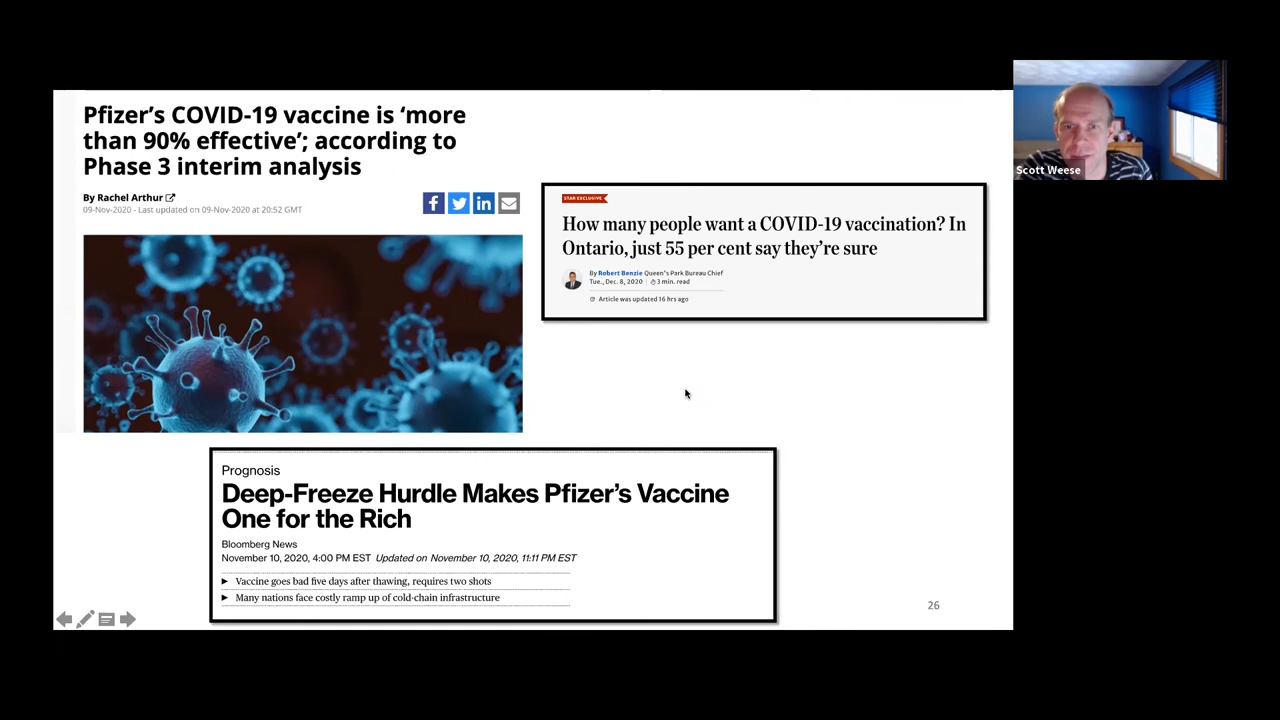 Pfizer’s COVID-19 vaccine is ‘more
than 90% effective’; according to
Phase 3 interim analysis
By Rachel Arthur
09-Nov-2020 - Last updated on 09-Nov-2020 at 20:52 GMT
STAR EXCLUSIVE
How many people want a COVID-19 vaccination? In
Ontario, just 55 per cent say they’re sure
By Robert Benzie Queen’s Park Bureau Chief
Tue., Dec. 8, 2020 | 3 min. read
Article was updated 16 hrs ago
Prognosis
Deep-Freeze Hurdle Makes Pfizer’s Vaccine
One for the Rich
Bloomberg News
November 10, 2020, 4:00 PM EST Updated on November 10, 2020, 11:11 PM EST
Vaccine goes bad five days after thawing, requires two shots
Many nations face costly ramp up of cold-chain infrastructure
26
Scott Weese